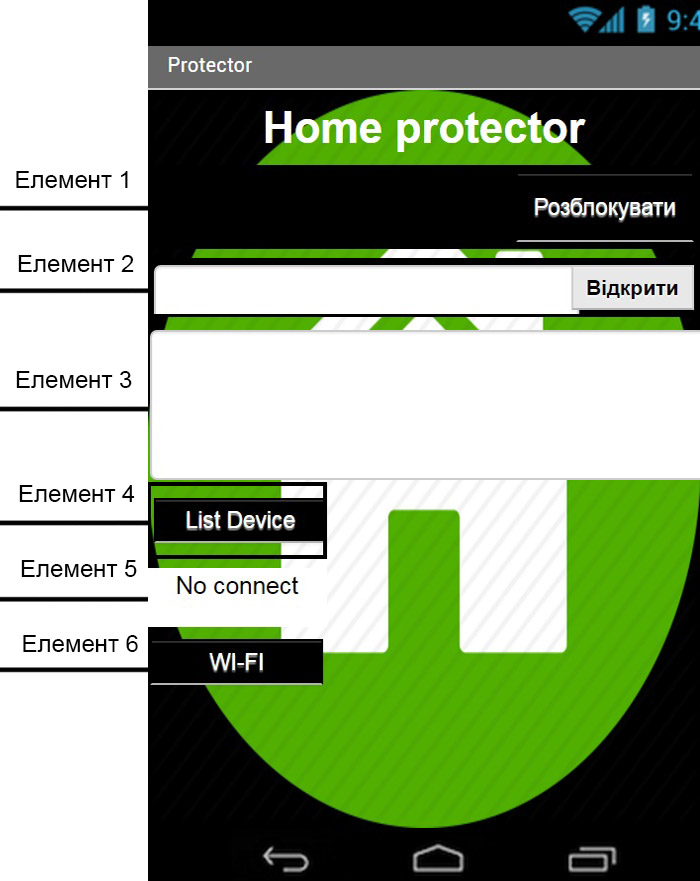 9:4
Protector
Home protector
Елемент 1
Розблокувати
Елемент 2
Відкрити
Елемент 3
Елемент 4
List Device
Елемент 5
No connect
Елемент 6
WI-FI